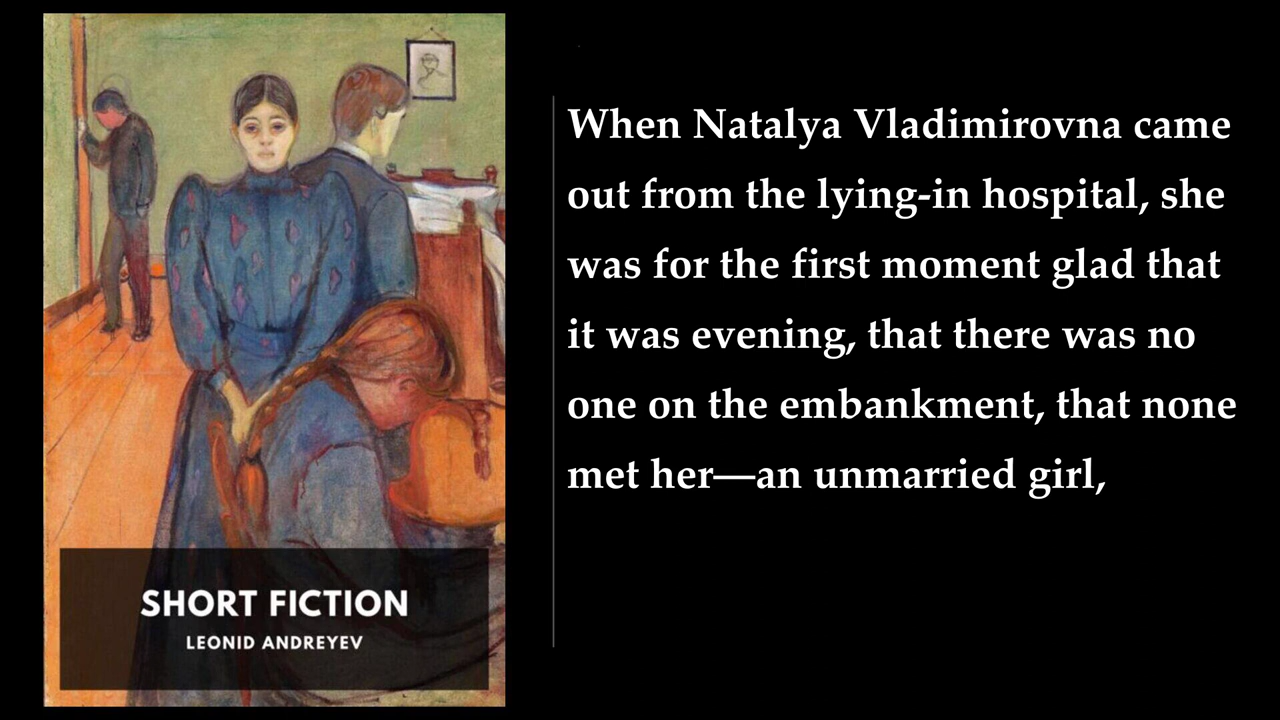 SHORT FICTION
LEONID ANDREYEV
When Natalya Vladimirovna came
out from the lying-in hospital, she
was for the first moment glad that
it was evening, that there was no
one on the embankment, that none
met her—an unmarried girl,